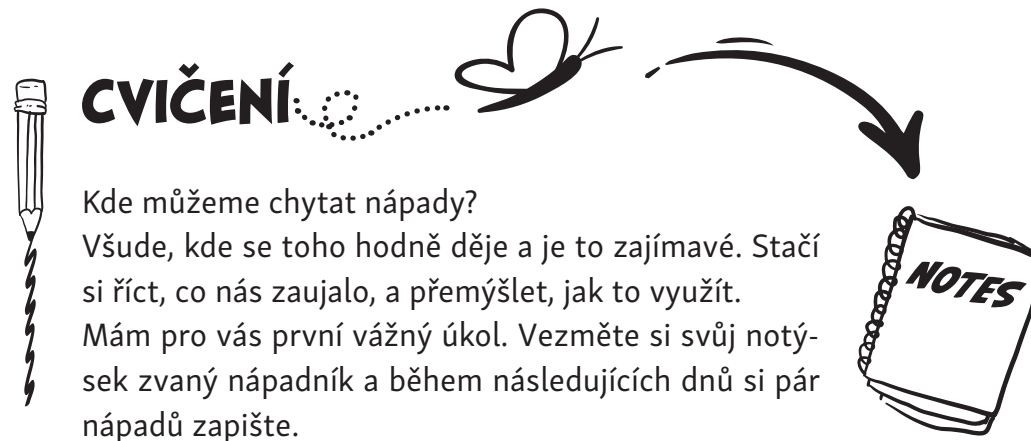 CVIČENÍ
Kde můžeme chytat nápady?
Všude, kde se toho hodně děje a je to zajímavé. Stačí
si říct, co nás zaujalo, a přemýšlet, jak to využít.
Mám pro vás první vážný úkol. Vezměte si svůj notý-
sek zvaný nápadník a během následujících dnů si pár
nápadů zapište.
NOTES